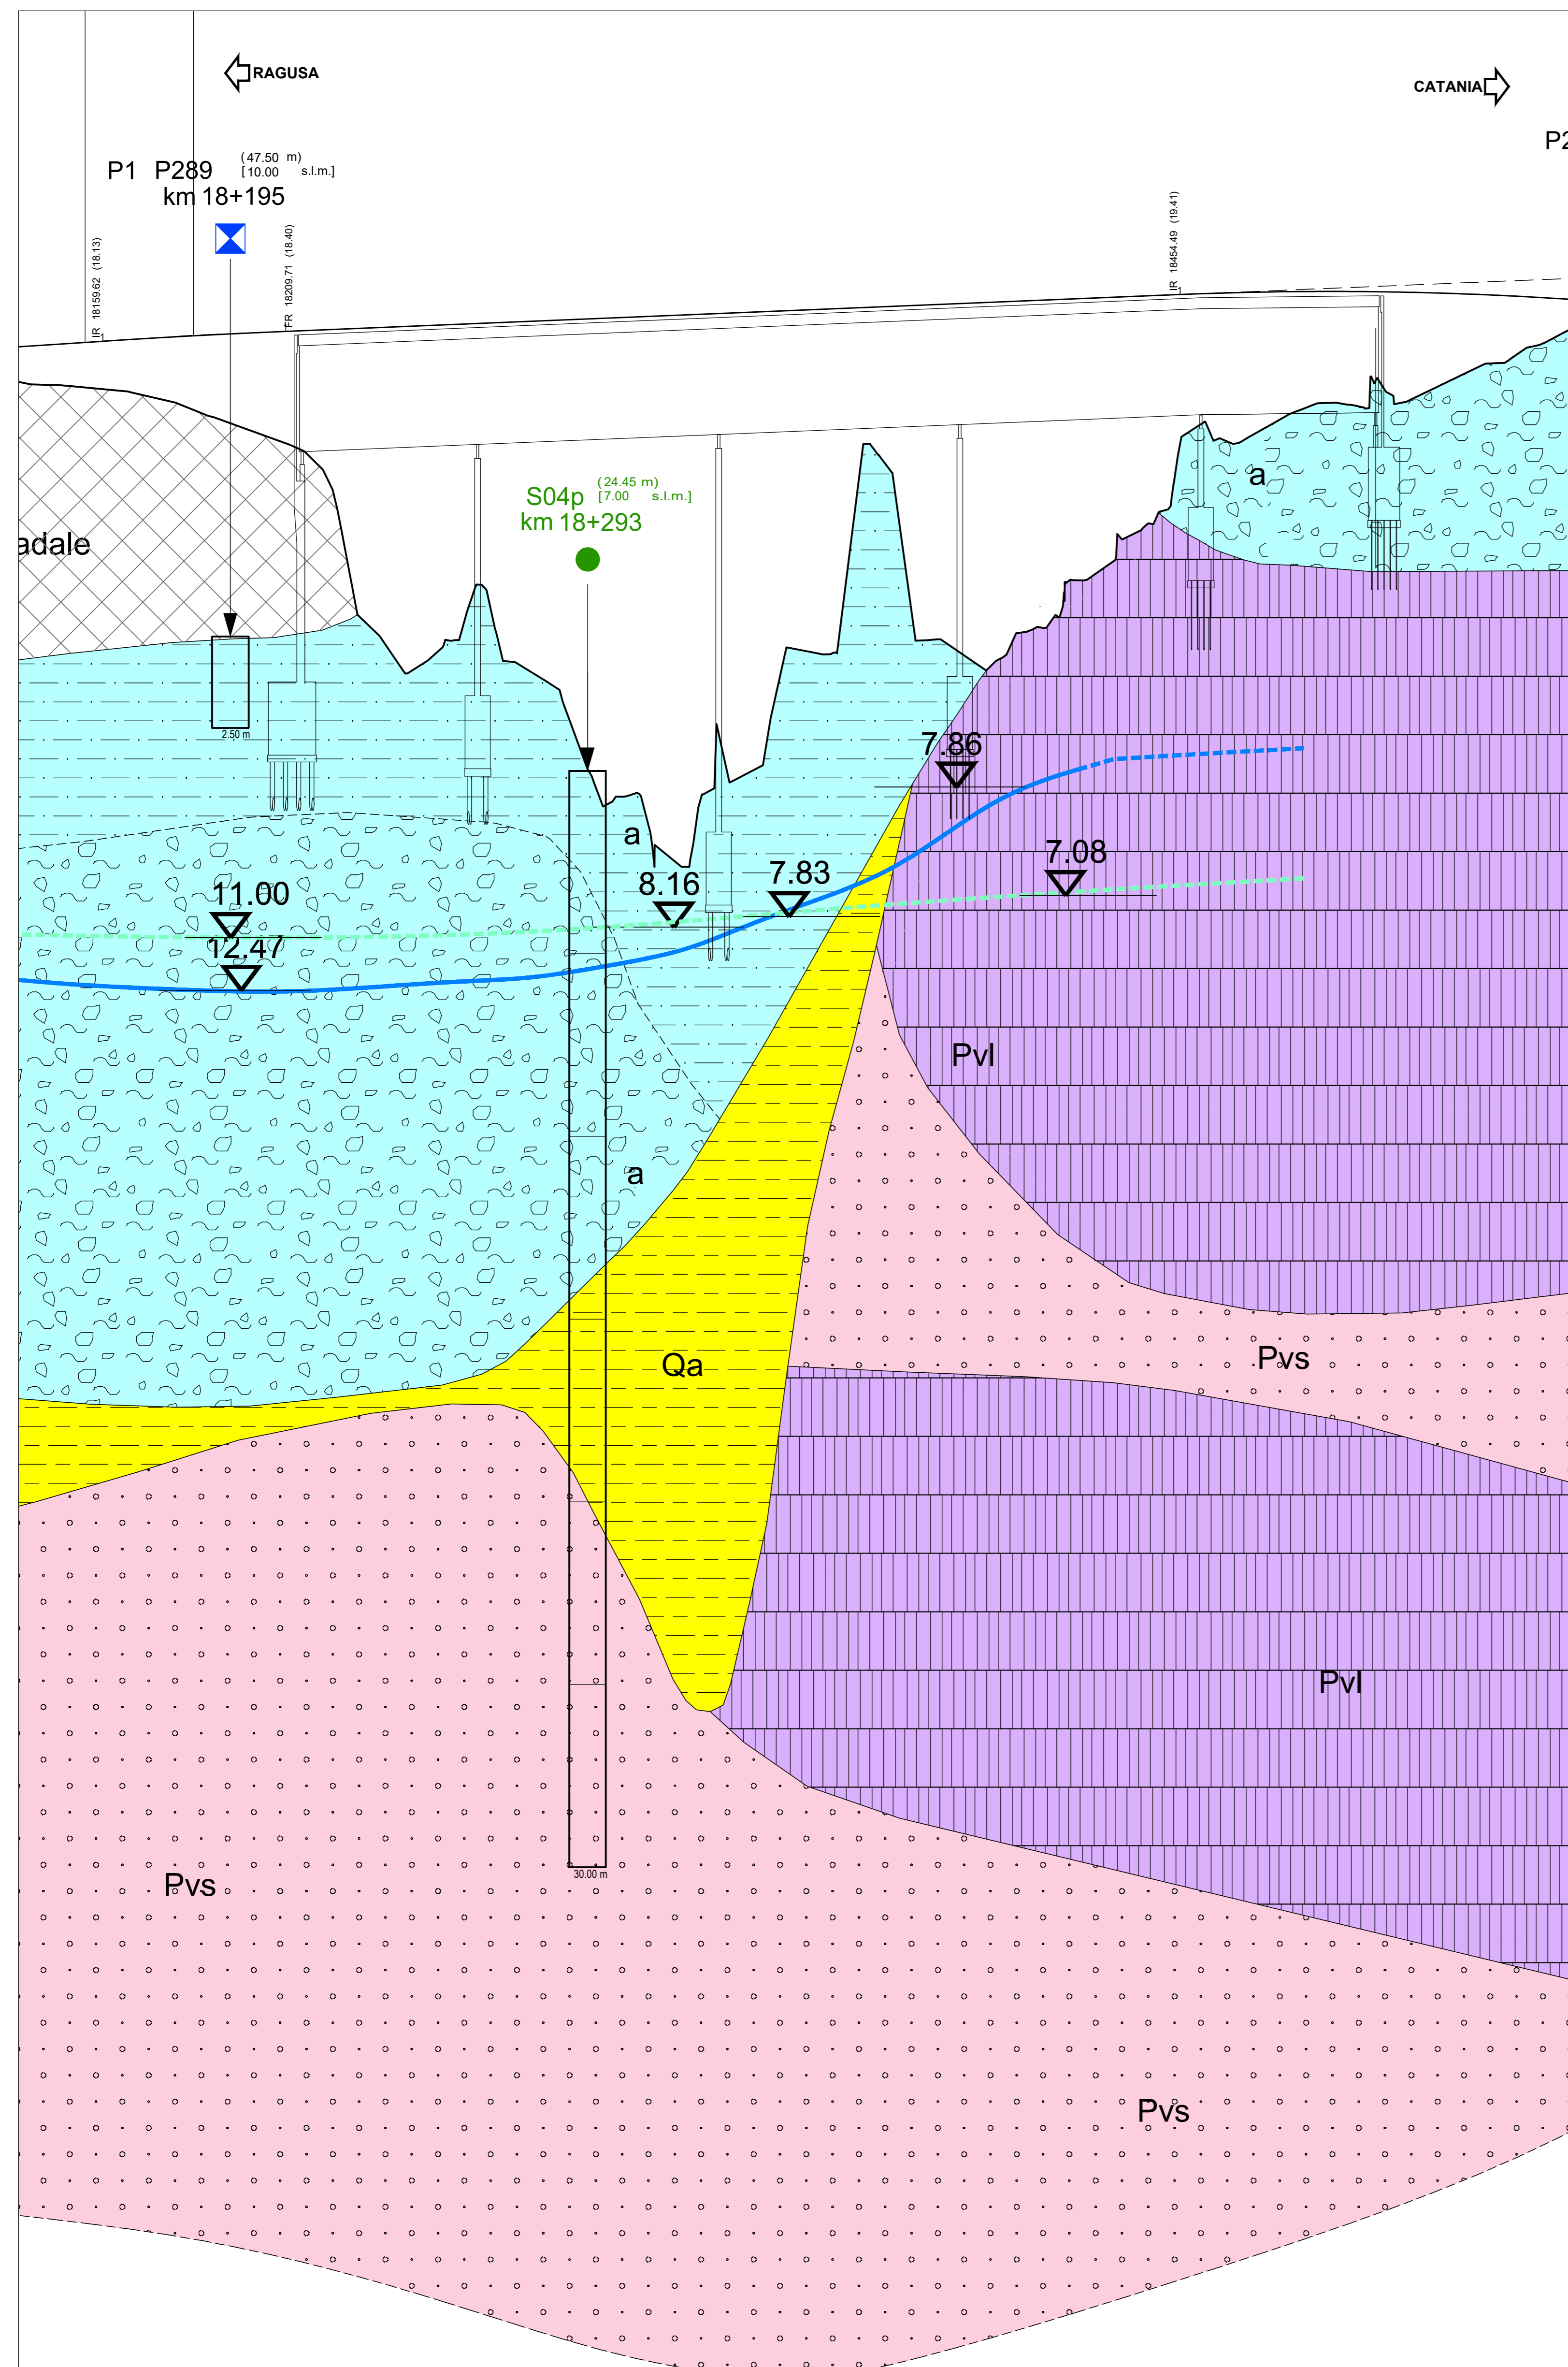 RAGUSA
CATANIA
P1 P289 (47.50 m)
[10.00 s.l.m.]
km 18+195
P2
IR 18159.62 (18.13)
FR 18209.71 (18.40)
IR 18454.49 (19.41)
S04p (24.45 m)
[7.00 s.l.m.]
km 18+293
a
adale
2.50 m
7.86
a
7.08
7.83
8.16
11.00
12.47
Pvl
a
Pvs
Qa
Pvl
30.00 m
Pvs
Pvs